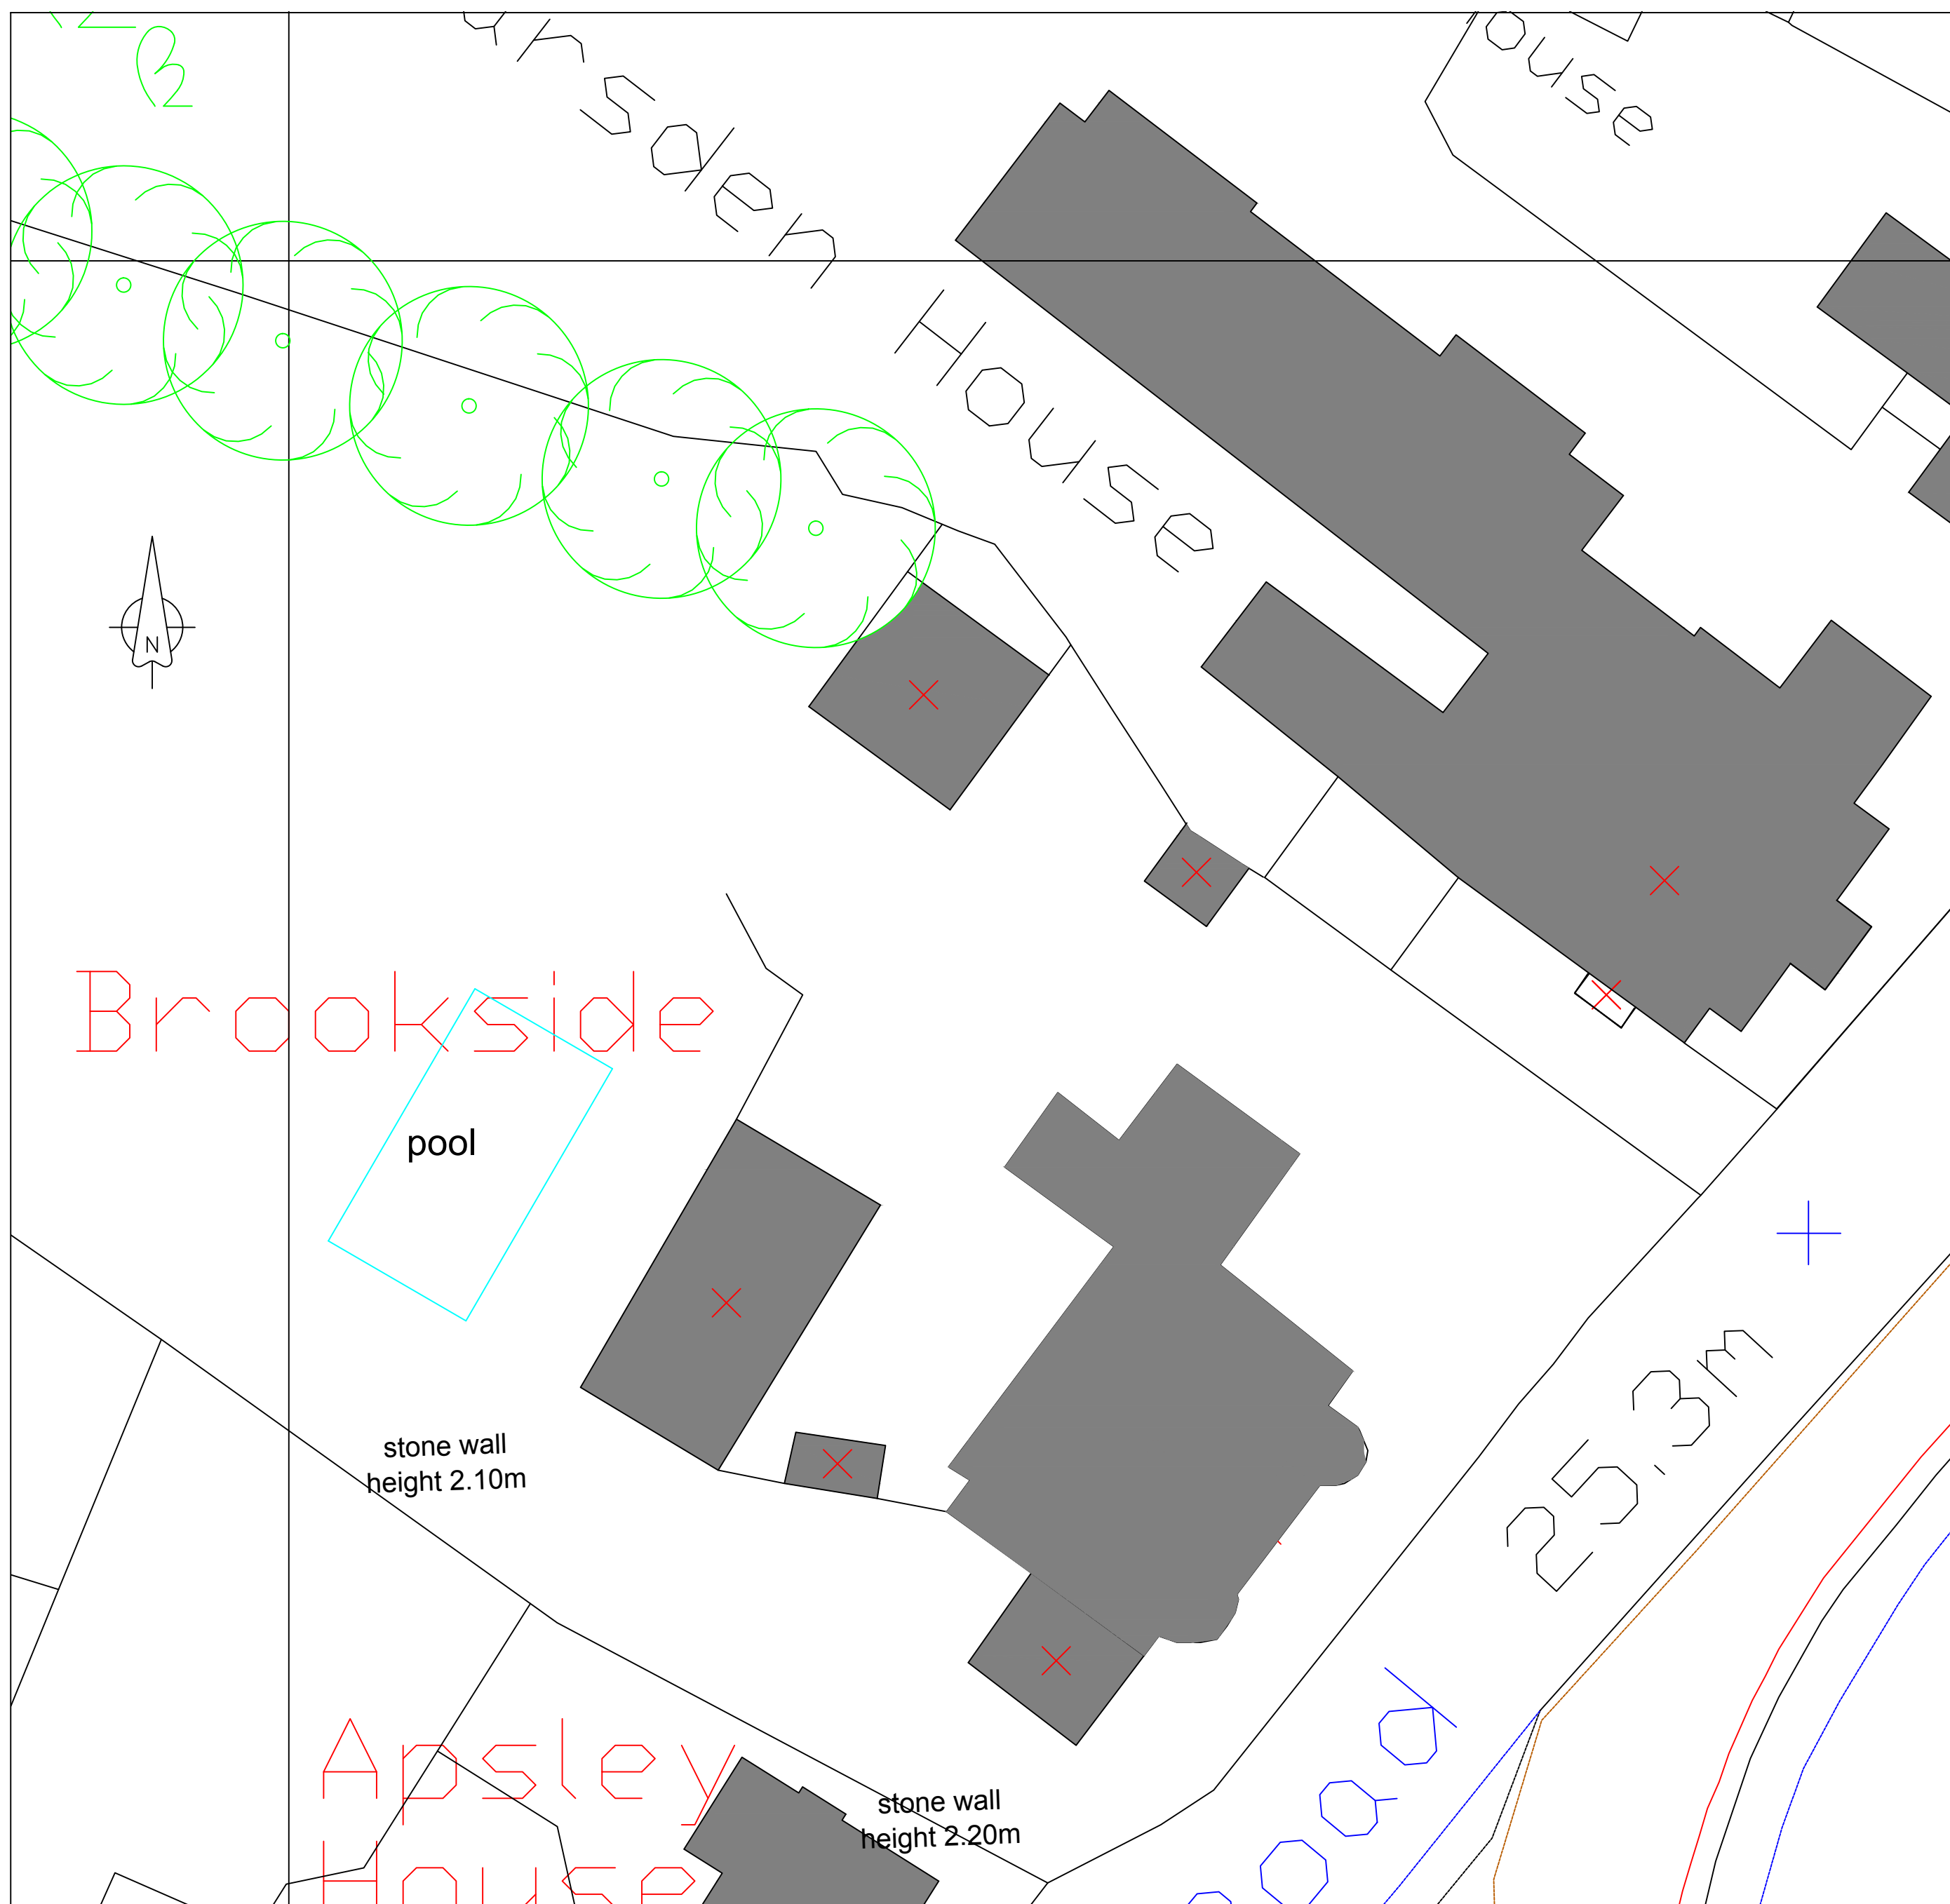 House
N
Brookside
pool
25.3m
stone wall
height 2.10m
stone wall
height 2.20m
Apsley
House